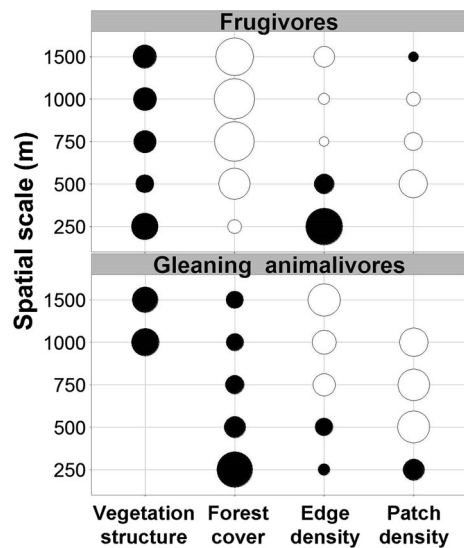 Frugivores
1500
1000
750
500
250
Gleaning animalivores
1500
1000
750
500
250
Spatial scale (m)
Vegetation structure
Forest cover
Edge density
Patch density